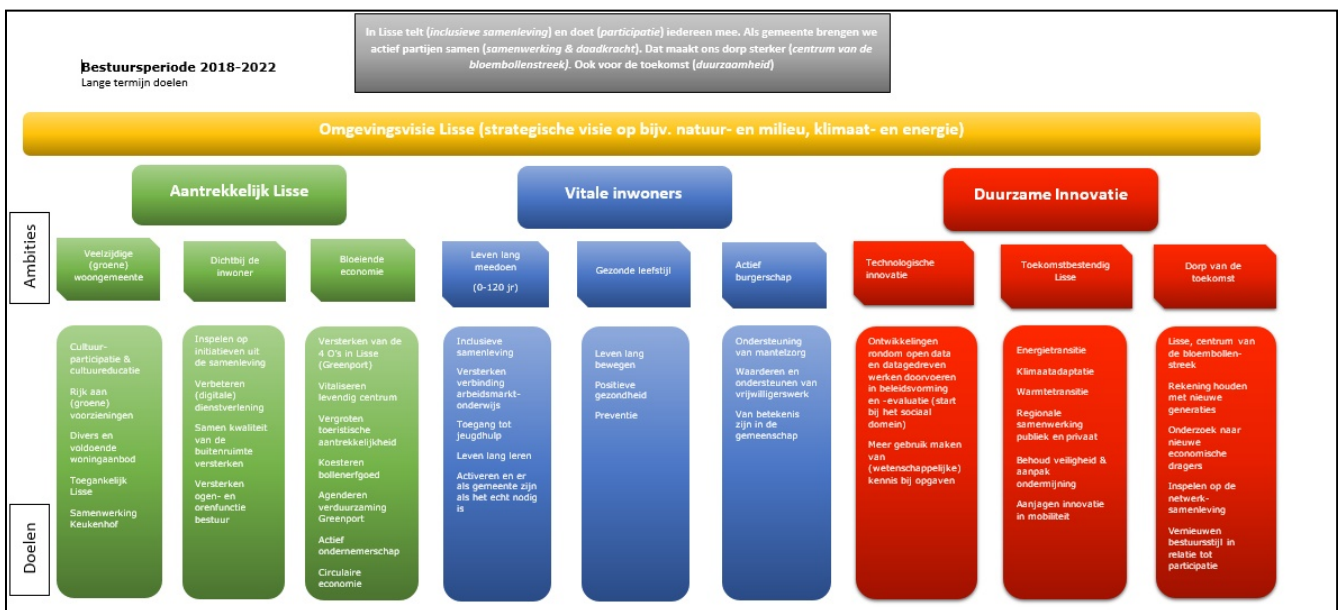 In Lisse telt (inclusieve samenleving) en doet (participatie) iedereen mee. Als gemeente brengen we
actief partijen samen (samenwerking & daadkracht). Dat maakt ons dorp sterker (centrum van de
bloembollenstreek). Ook voor de toekomst (duurzaamheid)
Bestuursperiode 2018-2022
Lange termijn doelen
Omgevingsvisie Lisse (strategische visie op bijv. natuur- en milieu, klimaat- en energie)
Aantrekkelijk Lisse
Vitale inwoners
Duurzame Innovatie
Ambities
Veelzijdige
(groene)
woongemeente
Dichtbij de
inwoner
Bloeiende
economie
Leven lang
meedoen
(0-120 jr)
Gezonde leefstijl
Actief
burgerschap
Technologische
innovatie
Toekomstbestendig
Lisse
Dorp van de
toekomst
Doelen
Cultuur-
participatie &
cultuureducatie
Rijk aan
(groene)
voorzieningen
Divers en
voldoende
woningaanbod
Toegankelijk
Lisse
Samenwerking
Keukenhof
Inspelen op
initiatieven uit
de samenleving
Verbeteren
(digitale)
dienstverlening
Samen kwaliteit
van de
buitenruimte
versterken
Versterken
ogen- en
orenfunctie
bestuur
Versterken van de
4 O's in Lisse
(Greenport)
Vitaliseren
levendig centrum
Vergroten
toeristische
aantrekkelijkheid
Koesteren
bollenerfgoed
Agenderen
verduurzaming
Greenport
Actief
ondernemerschap
Circulaire
economie
Inclusieve
samenleving
Versterken
verbinding
arbeidsmarkt-
onderwijs
Toegang tot
jeugdhulp
Leven lang leren
Activeren en er
als gemeente zijn
als het echt nodig
is
Leven lang
bewegen
Positieve
gezondheid
Preventie
Ondersteuning
van mantelzorg
Waarderen en
ondersteunen van
vrijwilligerswerk
Van betekenis
zijn in de
gemeenschap
Ontwikkelingen
rondom open data
en datagedreven
werken doorvoeren
in beleidsvorming
en -evaluatie (start
bij het sociaal
domein)
Meer gebruik maken
van
(wetenschappelijke)
kennis bij opgaven
Energietransitie
Klimaatadaptatie
Warmtetransitie
Regionale
samenwerking
publiek en privaat
Behoud veiligheid &
aanpak
ondermijning
Aanjagen innovatie
in mobiliteit
Lisse, centrum van
de bloembollen-
streek
Rekening houden
met nieuwe
generaties
Onderzoek naar
nieuwe
economische
dragers
Inspelen op de
netwerk-
samenleving
Vernieuwen
bestuursstijl in
relatie tot
participatie